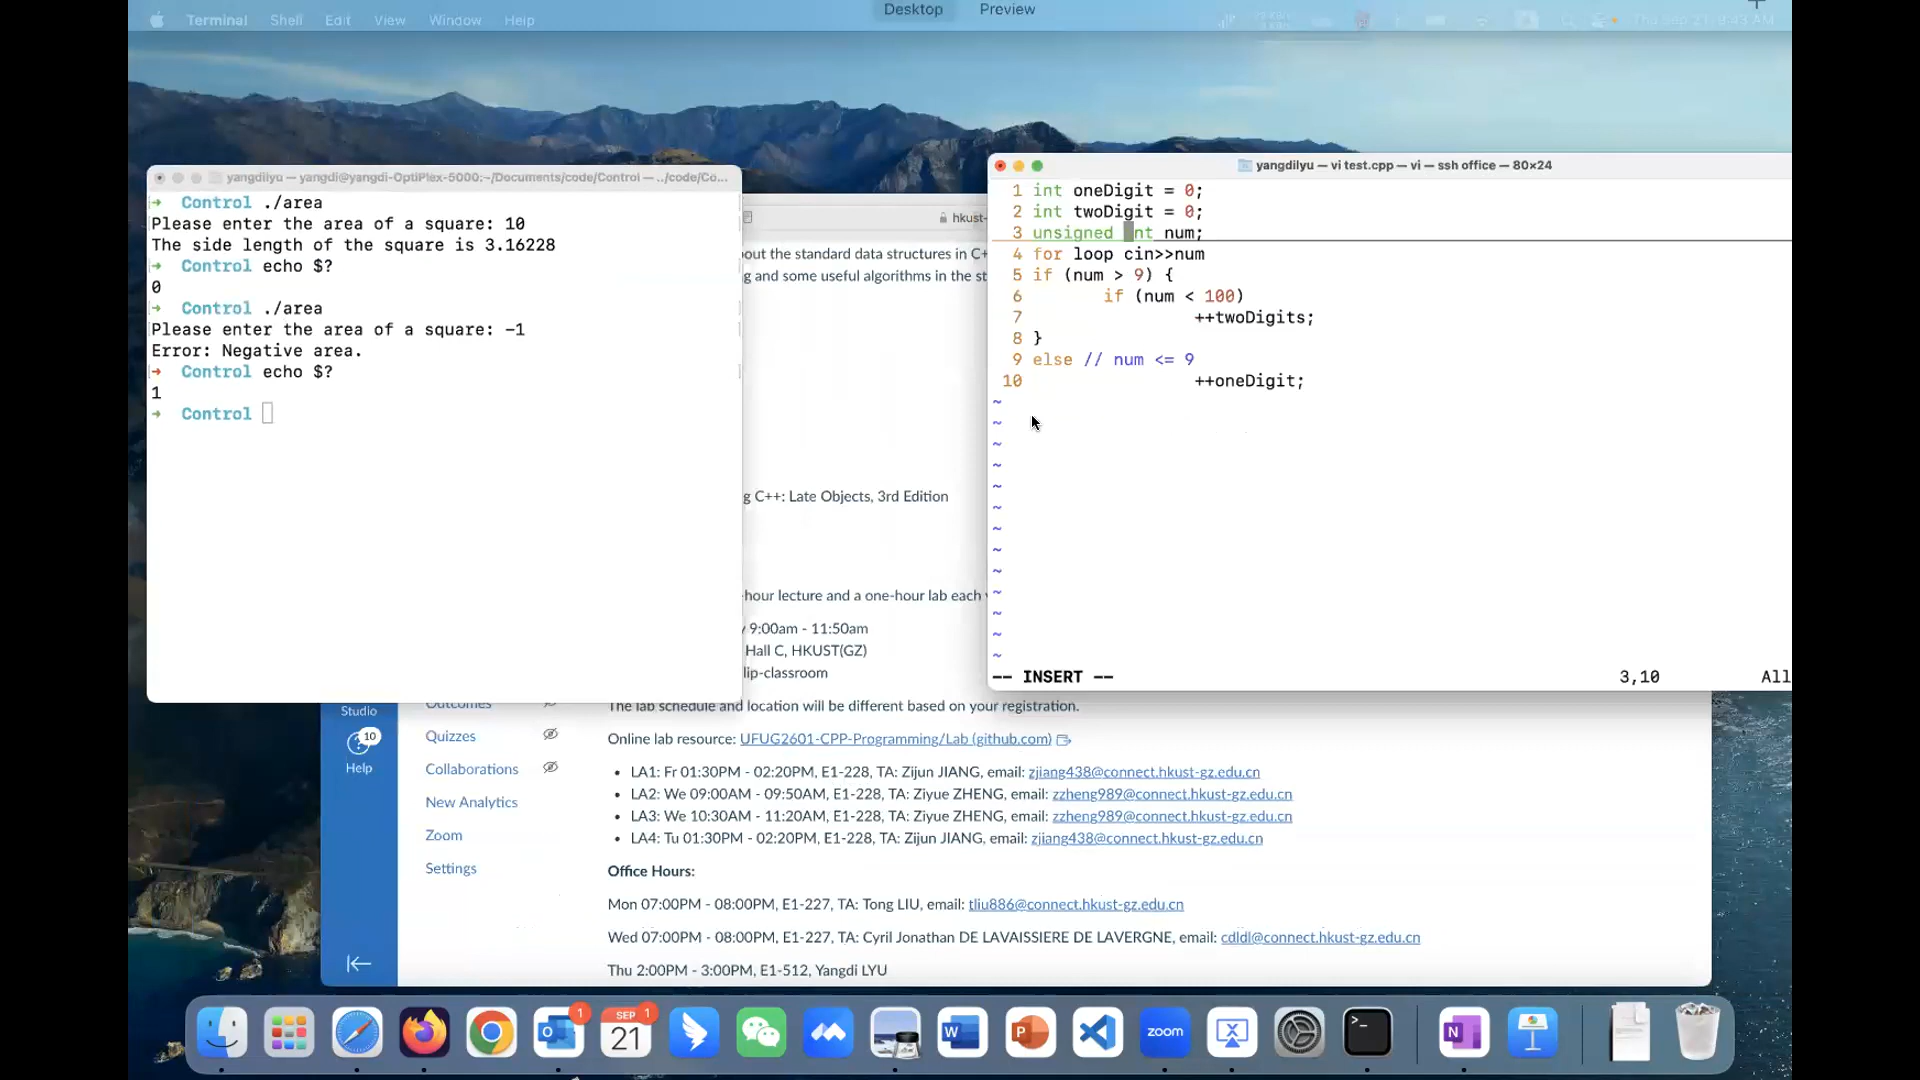 Desktop Preview
Terminal Shell Edit View Window Help
yangdilyu — yangdi@yangdi-OptiPlex-5000:~/Documents/code/Control — ../code/Co...
➜ Control ./area
Please enter the area of a square: 10
The side length of the square is 3.16228
➜ Control echo $?
0
➜ Control ./area
Please enter the area of a square: -1
Error: Negative area.
➜ Control echo $?
1
➜ Control
yangdilyu — vi test.cpp — vi — ssh office — 80×24
1 int oneDigit = 0;
2 int twoDigit = 0;
3 unsigned int num;
4 for loop cin>>num
5 if (num > 9) {
6 if (num < 100)
7 ++twoDigits;
8 }
9 else // num <= 9
10 ++oneDigit;
~
~
~
~
~
~
~
~
~
~
~
~
~
-- INSERT -- 3,10 All
hkust-
out the standard data structures in C+
g and some useful algorithms in the st
g C++: Late Objects, 3rd Edition
-hour lecture and a one-hour lab each
9:00am - 11:50am
Hall C, HKUST(GZ)
lip-classroom
The lab schedule and location will be different based on your registration.
Online lab resource: UFUG2601-CPP-Programming/Lab (github.com)
• LA1: Fr 01:30PM - 02:20PM, E1-228, TA: Zijun JIANG, email: zjiang438@connect.hkust-gz.edu.cn
• LA2: We 09:00AM - 09:50AM, E1-228, TA: Ziyue ZHENG, email: zzheng989@connect.hkust-gz.edu.cn
• LA3: We 10:30AM - 11:20AM, E1-228, TA: Ziyue ZHENG, email: zzheng989@connect.hkust-gz.edu.cn
• LA4: Tu 01:30PM - 02:20PM, E1-228, TA: Zijun JIANG, email: zjiang438@connect.hkust-gz.edu.cn
Office Hours:
Mon 07:00PM - 08:00PM, E1-227, TA: Tong LIU, email: tliu886@connect.hkust-gz.edu.cn
Wed 07:00PM - 08:00PM, E1-227, TA: Cyril Jonathan DE LAVAISSIERE DE LAVERGNE, email: cdldl@connect.hkust-gz.edu.cn
Thu 2:00PM - 3:00PM, E1-512, Yangdi LYU
Studio
10
Help
Outcomes
Quizzes
Collaborations
New Analytics
Zoom
Settings
1
SEP 1
21
W
P
zoom
N